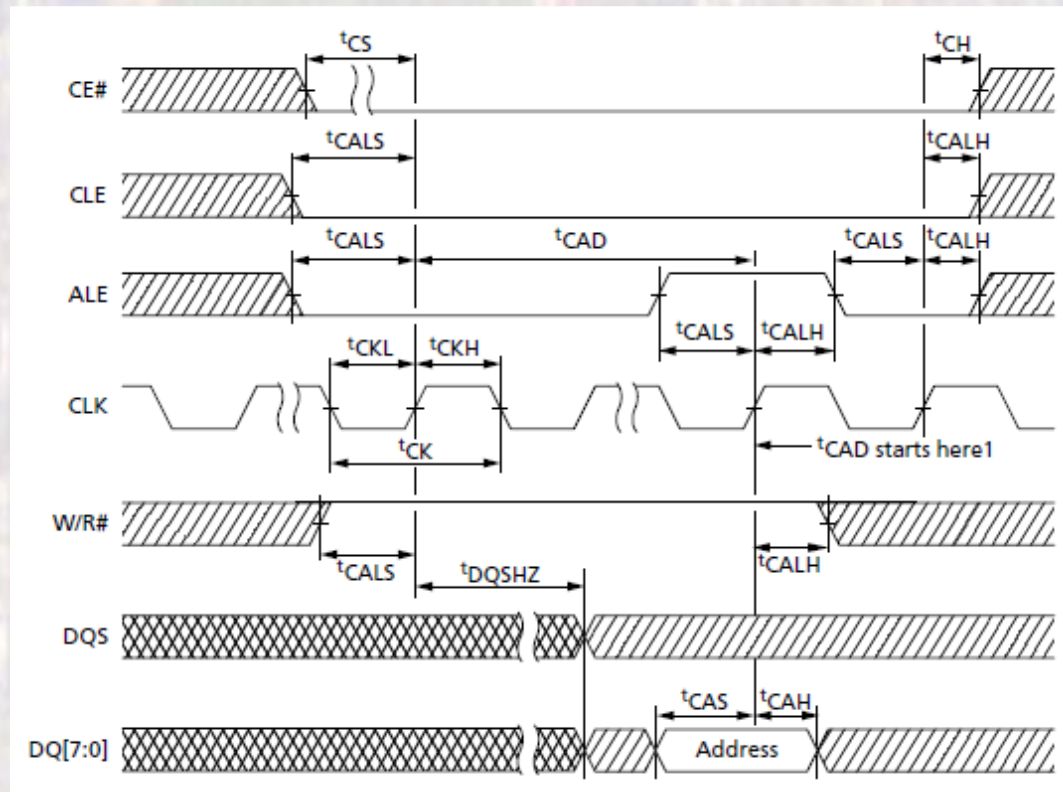 tCS tCH
CE#
tCALS tCALH
CLE
tCALS tCAD tCALS tCALH
ALE
tCALS tCALH
tCKL tCKH
CLK
tCK tCAD starts here1
W/R#
tCALS tDQSHZ tCALH
DQS
tCAS tCAH
DQ[7:0] Address